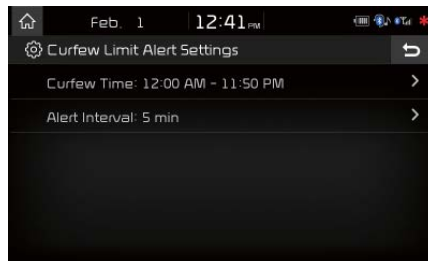 Feb. 1 12:41 PM
Curfew Limit Alert Settings
Curfew Time: 12:00 AM - 11:50 PM
Alert Interval: 5 min